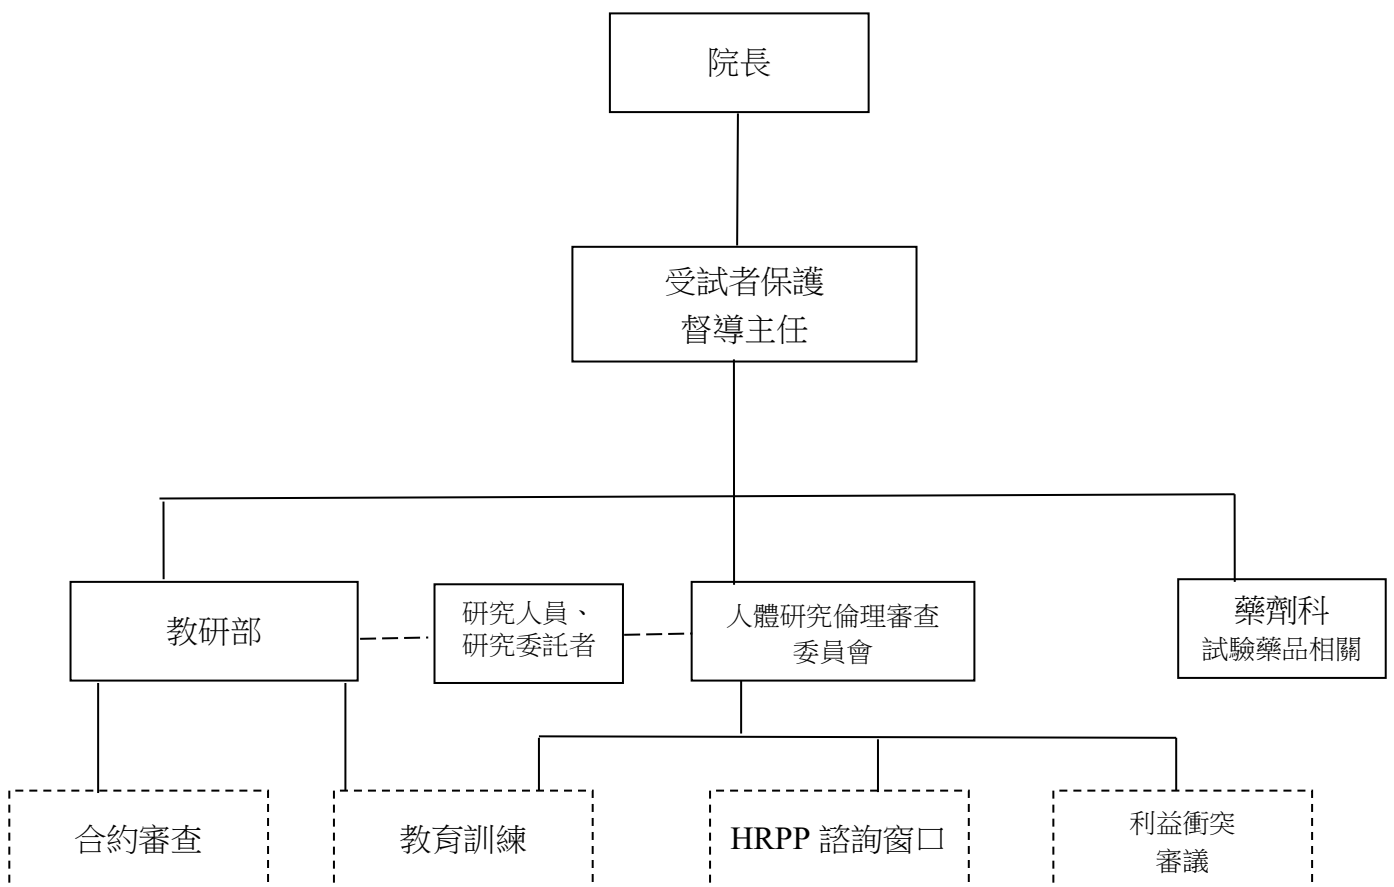 院長
受試者保護
督導主任
教研部
研究人員、
研究委託者
人體研究倫理審查
委員會
藥劑科
試驗藥品相關
合約審查
教育訓練
HRPP 諮詢窗口
利益衝突
審議